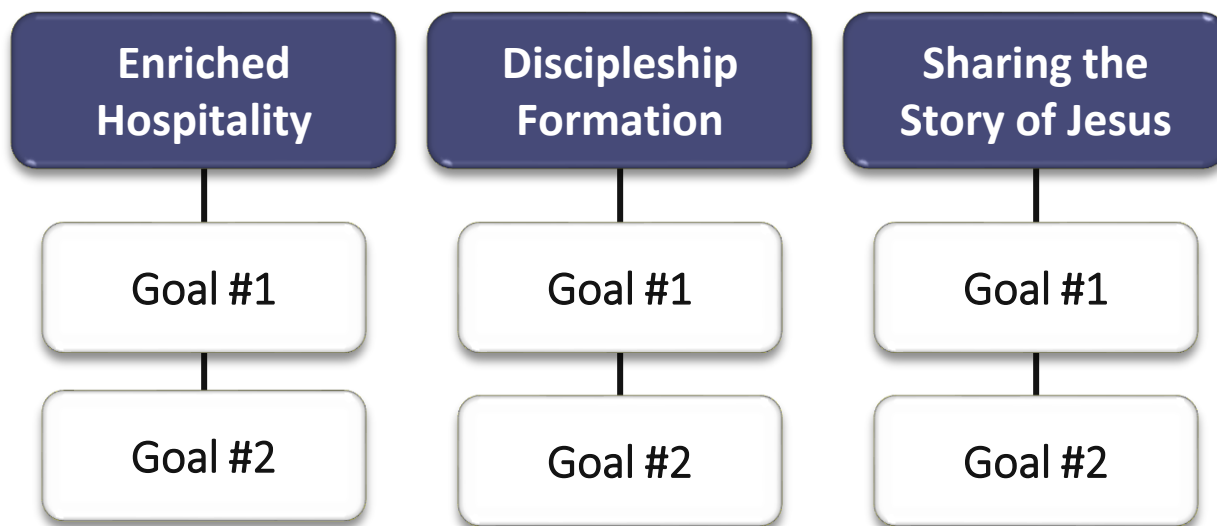 Enriched
Hospitality
Discipleship
Formation
Sharing the
Story of Jesus
Goal #1
Goal #1
Goal #1
Goal #2
Goal #2
Goal #2